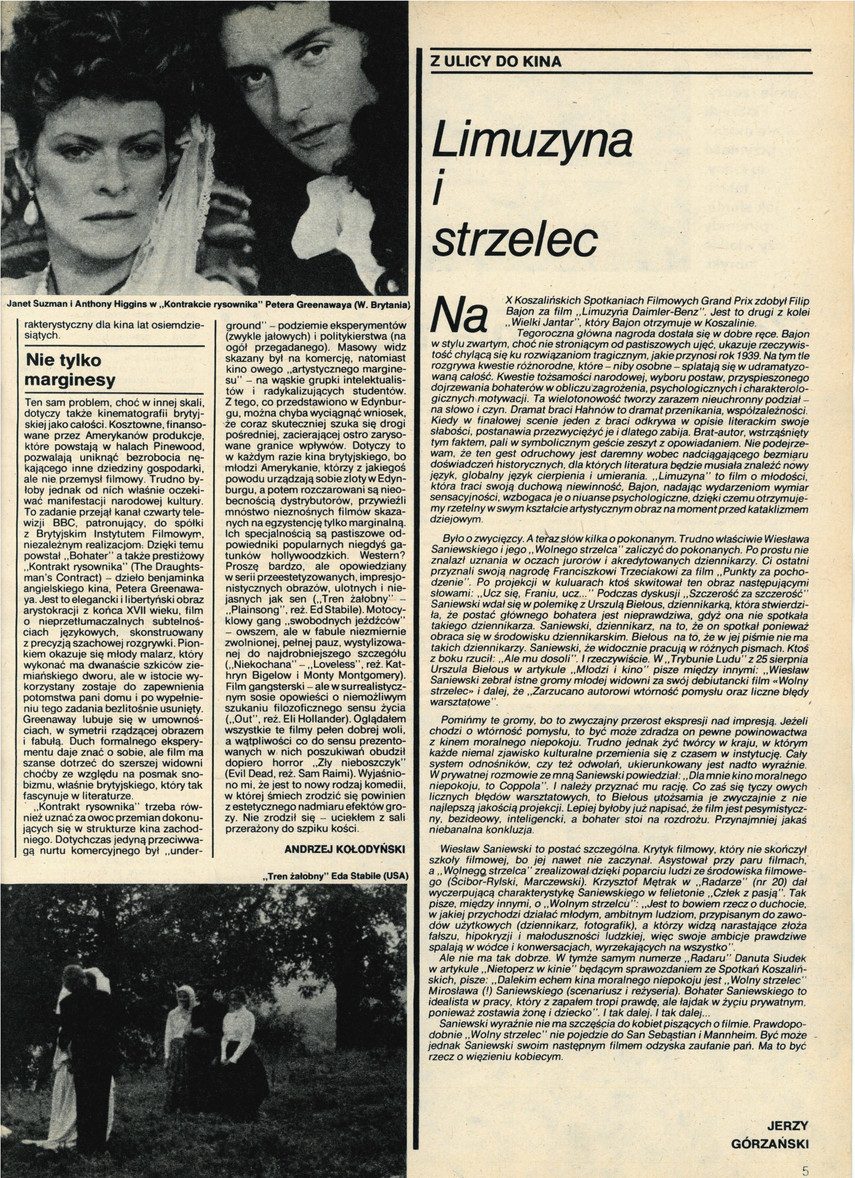 Janet Suzman i Anthony Higgins w „Kontrakcie rysownika" Petera Greenawaya (W. Brytania)
rakterystyczny dla kina lat osiemdzie-
siątych.
Nie tylko
marginesy
Ten sam problem, choć w innej skali,
dotyczy także kinematografii brytyj-
skiej jako całości. Kosztowne, finanso-
wane przez Amerykanów produkcje,
które powstają w halach Pinewood,
pozwalają uniknąć bezrobocia nę-
kającego inne dziedziny gospodarki,
ale nie przemysł filmowy. Trudno by-
łoby jednak od nich właśnie oczeki-
wać manifestacji narodowej kultury.
To zadanie przejął kanał czwarty tele-
wizji BBC, patronujący, do spółki
z Brytyjskim Instytutem Filmowym,
niezależnym realizacjom. Dzięki temu
powstał „Bohater" a także prestiżowy
„Kontrakt rysownika" (The Draughts-
man's Contract) – dzieło benjaminka
angielskiego kina, Petera Greenawa-
ya. Jest to elegancki i libertyński obraz
arystokracji z końca XVII wieku, film
o nieprzetłumaczalnych subtelnoś-
ciach językowych, skonstruowany
z precyzją szachowej rozgrywki. Pion-
kiem okazuje się młody malarz, który
wykonać ma dwanaście szkiców zie-
miańskiego dworu, ale w istocie wy-
korzystany zostaje do zapewnienia
potomstwa pani domu i po wypełnie-
niu tego zadania bezlitośnie usunięty.
Greenaway lubuje się w umownoś-
ciach, w symetrii rządzącej obrazem
i fabułą. Duch formalnego ekspery-
mentu daje znać o sobie, ale film ma
szanse dotrzeć do szerszej widowni
choćby ze względu na posmak sno-
bizmu, właśnie brytyjskiego, który tak
fascynuje w literaturze.
„Kontrakt rysownika" trzeba rów-
nież uznać za owoc przemian dokonu-
jących się w strukturze kina zachod-
niego. Dotychczas jedyną przeciwwa-
gą nurtu komercyjnego był „under-
ground" – podziemie eksperymentów
(zwykle jałowych) i politykierstwa (na
ogół przegadanego). Masowy widz
skazany był na komercję, natomiast
kino owego „artystycznego margine-
su" – na wąskie grupki intelektualis-
tów i radykalizujących studentów.
Z tego, co przedstawiono w Edynbur-
gu, można chyba wyciągnąć wniosek,
że coraz skuteczniej szuka się drogi
pośredniej, zacierającej ostro zaryso-
wane granice wpływów. Dotyczy to
w każdym razie kina brytyjskiego, bo
młodzi Amerykanie, którzy z jakiegoś
powodu urządzają sobie zloty w Edyn-
burgu, a potem rozczarowani są nieo-
becnością dystrybutorów, przywieźli
mnóstwo nieznośnych filmów skaza-
nych na egzystencję tylko marginalną.
Ich specjalnością są pastiszowe od-
powiedniki popularnych niegdyś ga-
tunków hollywoodzkich. Western?
Proszę bardzo, ale opowiedziany
w serii przeestetyzowanych, impresjo-
nistycznych obrazów, ulotnych i nie-
jasnych jak sen („Tren żałobny" –
„Plainsong", reż. Ed Stabile). Motocy-
klowy gang „swobodnych jeźdźców"
– owszem, ale w fabule niezmiernie
zwolnionej, pełnej pauz, wystylizowa-
nej do najdrobniejszego szczegółu
(„Niekochana" – „Loveless", reż. Kat-
hryn Bigelow i Monty Montgomery).
Film gangsterski – ale w surrealistycz-
nym sosie opowieści o niemożliwym
szukaniu filozoficznego sensu życia
(„Out", reż. Eli Hollander). Oglądałem
wszystkie te filmy pełen dobrej woli,
a wątpliwości co do sensu prezento-
wanych w nich poszukiwań obudził
dopiero horror „Zły nieboszczyk"
(Evil Dead, reż. Sam Raimi). Wyjaśnio-
no mi, że jest to nowy rodzaj komedii,
w której śmiech zrodzić się powinien
z estetycznego nadmiaru efektów gro-
zy. Nie zrodził się – uciekłem z sali
przerażony do szpiku kości.
ANDRZEJ KOŁODYŃSKI
„Tren żałobny" Eda Stabile (USA)
Z ULICY DO KINA
Limuzyna
i
strzelec
Na X Koszalińskich Spotkaniach Filmowych Grand Prix zdobył Filip
Bajon za film „Limuzyna Daimler-Benz". Jest to drugi z kolei
„Wielki Jantar", który Bajon otrzymuje w Koszalinie.
Tegoroczna główna nagroda dostała się w dobre ręce. Bajon
w stylu zwartym, choć nie stroniącym od pastiszowych ujęć, ukazuje rzeczywis-
tość chylącą się ku rozwiązaniom tragicznym, jakie przynosi rok 1939. Na tym tle
rozgrywa kwestie różnorodne, które – niby osobne – splatają się w udramatyzo-
waną całość. Kwestie tożsamości narodowej, wyboru postaw, przyspieszonego
dojrzewania bohaterów w obliczu zagrożenia, psychologicznych i charakterolo-
gicznych motywacji. Ta wielotonowość tworzy zarazem nieuchronny podział –
na słowo i czyn. Dramat braci Hahnów to dramat przenikania, współzależności.
Kiedy w finałowej scenie jeden z braci odkrywa w opisie literackim swoje
słabości, postanawia przezwyciężyć je i dlatego zabija. Brat-autor, wstrząśnięty
tym faktem, pali w symbolicznym geście zeszyt z opowiadaniem. Nie podejrze-
wam, że ten gest odruchowy jest daremny wobec nadciągającego bezmiaru
doświadczeń historycznych, dla których literatura będzie musiała znaleźć nowy
język, globalny język cierpienia i umierania. „Limuzyna" to film o młodości,
która traci swoją duchową niewinność, Bajon, nadając wydarzeniom wymiar
sensacyjności, wzbogaca je o niuanse psychologiczne, dzięki czemu otrzymuje-
my rzetelny w swym kształcie artystycznym obraz na moment przed kataklizmem
dziejowym.
Było o zwycięzcy. A teraz słów kilka o pokonanym. Trudno właściwie Wiesława
Saniewskiego i jego „Wolnego strzelca" zaliczyć do pokonanych. Po prostu nie
znalazł uznania w oczach jurorów i akredytowanych dziennikarzy. Ci ostatni
przyznali swoją nagrodę Franciszkowi Trzeciakowi za film „Punkty za pocho-
dzenie". Po projekcji w kuluarach ktoś skwitował ten obraz następującymi
słowami: „Ucz się, Franiu, ucz..." Podczas dyskusji „Szczerość za szczerość"
Saniewski wdał się w polemikę z Urszulą Biełous, dziennikarką, która stwierdzi-
ła, że postać głównego bohatera jest nieprawdziwa, gdyż ona nie spotkała
takiego dziennikarza. Saniewski, dziennikarz, na to, że on spotkał ponieważ
obraca się w środowisku dziennikarskim. Biełous na to, że w jej piśmie nie ma
takich dziennikarzy. Saniewski, że widocznie pracują w różnych pismach. Ktoś
z boku rzucił: „Ale mu dosoli". I rzeczywiście. W „Trybunie Ludu" z 25 sierpnia
Urszula Biełous w artykule „Młodzi i kino" pisze między innymi: „Wiesław
Saniewski zebrał istne gromy młodej widowni za swój debiutancki film «Wolny
strzelec» i dalej, że „Zarzucano autorowi wtórność pomysłu oraz liczne błędy
warsztatowe".
Pomińmy te gromy, bo to zwyczajny przerost ekspresji nad impresją. Jeżeli
chodzi o wtórność pomysłu, to być może zdradza on pewne powinowactwa
z kinem moralnego niepokoju. Trudno jednak żyć twórcy w kraju, w którym
każde niemal zjawisko kulturalne przemienia się z czasem w instytucję. Cały
system odnośników, czy też odwołań, ukierunkowany jest nadto wyraźnie.
W prywatnej rozmowie ze mną Saniewski powiedział: „Dla mnie kino moralnego
niepokoju, to Coppola". I należy przyznać mu rację. Co zaś się tyczy owych
licznych błędów warsztatowych, to Biełous utożsamia je zwyczajnie z nie
najlepszą jakością projekcji. Lepiej byłoby już napisać, że film jest pesymistycz-
ny, bezideowy, inteligencki, a bohater stoi na rozdrożu. Przynajmniej jakaś
niebanalna konkluzja.
Wiesław Saniewski to postać szczególna. Krytyk filmowy, który nie skończył
szkoły filmowej, bo jej nawet nie zaczynał. Asystował przy paru filmach,
a „Wolnego strzelca" zrealizował dzięki poparciu ludzi ze środowiska filmowe-
go (Ścibor-Rylski, Marczewski). Krzysztof Mętrak w „Radarze" (nr 20) dał
wyczerpującą charakterystykę Saniewskiego w felietonie „Człek z pasją". Tak
pisze, między innymi, o „Wolnym strzelcu": „Jest to bowiem rzecz o duchocie,
w jakiej przychodzi działać młodym, ambitnym ludziom, przypisanym do zawo-
dów użytkowych (dziennikarz, fotografik), a którzy widzą narastające złoża
fałszu, hipokryzji i małoduszności ludzkiej, więc swoje ambicje prawdziwe
spalają w wódce i konwersacjach, wyrzekających na wszystko".
Ale nie ma tak dobrze. W tymże samym numerze „Radaru" Danuta Siudek
w artykule „Nietoperz w kinie" będącym sprawozdaniem ze Spotkań Koszaliń-
skich, pisze: „Dalekim echem kina moralnego niepokoju jest „Wolny strzelec"
Mirosława (!) Saniewskiego (scenariusz i reżyseria). Bohater Saniewskiego to
idealista w pracy, który z zapałem tropi prawdę, ale łajdak w życiu prywatnym,
ponieważ zostawia żonę i dziecko". I tak dalej. I tak dalej...
Saniewski wyraźnie nie ma szczęścia do kobiet piszących o filmie. Prawdopo-
dobnie „Wolny strzelec" nie pojedzie do San Sebastian i Mannheim. Być może
jednak Saniewski swoim następnym filmem odzyska zaufanie pań. Ma to być
rzecz o więzieniu kobiecym.
JERZY
GÓRZAŃSKI
5